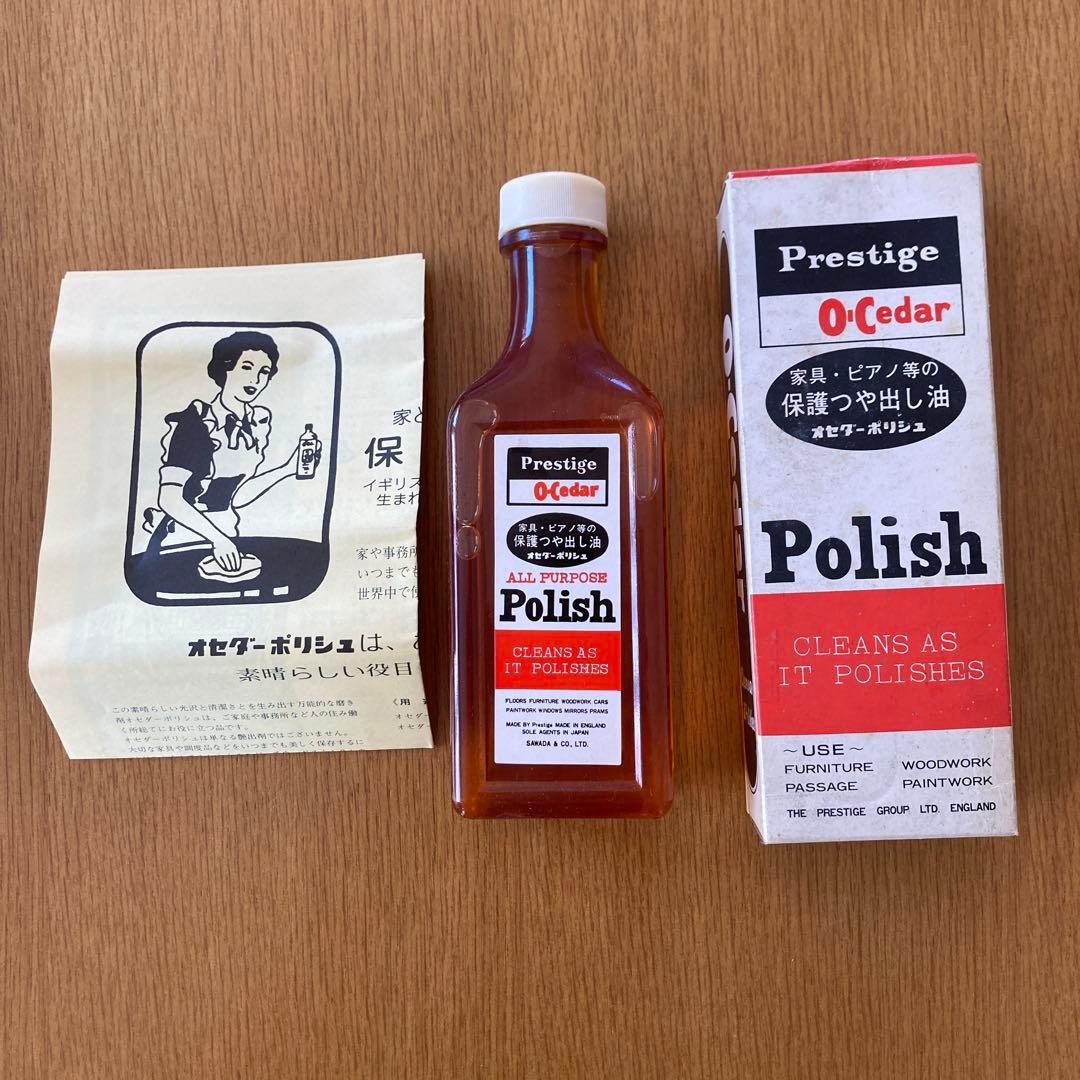 家と
保
イギリス
生まれ
家や事務所
いつまでも
世界中で使
オセダーポリシュは、お
素晴らしい役目
この素晴らしい光沢と清潔さとを生み出す万能的な磨き
剤オセダーポリシュは、ご家庭や事務所など人の住み働
く所総てにお役に立つ品です。
オセダーポリシュは単なる艶出剤ではございません。
大切な家具や調度品などをいつまでも美しく保存するに
〈用
オセダ
オセダー
Prestige
O-Cedar
家具・ピアノ等の
保護つや出し油
オセダーポリシュ
ALL PURPOSE
Polish
CLEANS AS
IT POLISHES
FLOORS FURNITURE WOODWORK CARS
PAINTWORK WINDOWS MIRRORS PRAMS
MADE BY Prestige MADE IN ENGLAND
SOLE AGENTS IN JAPAN
SAWADA & CO., LTD.
Prestige
O-Cedar
家具・ピアノ等の
保護つや出し油
オセダーポリシュ
Polish
CLEANS AS
IT POLISHES
～USE～
FURNITURE WOODWORK
PASSAGE PAINTWORK
THE PRESTIGE GROUP LTD. ENGLAND